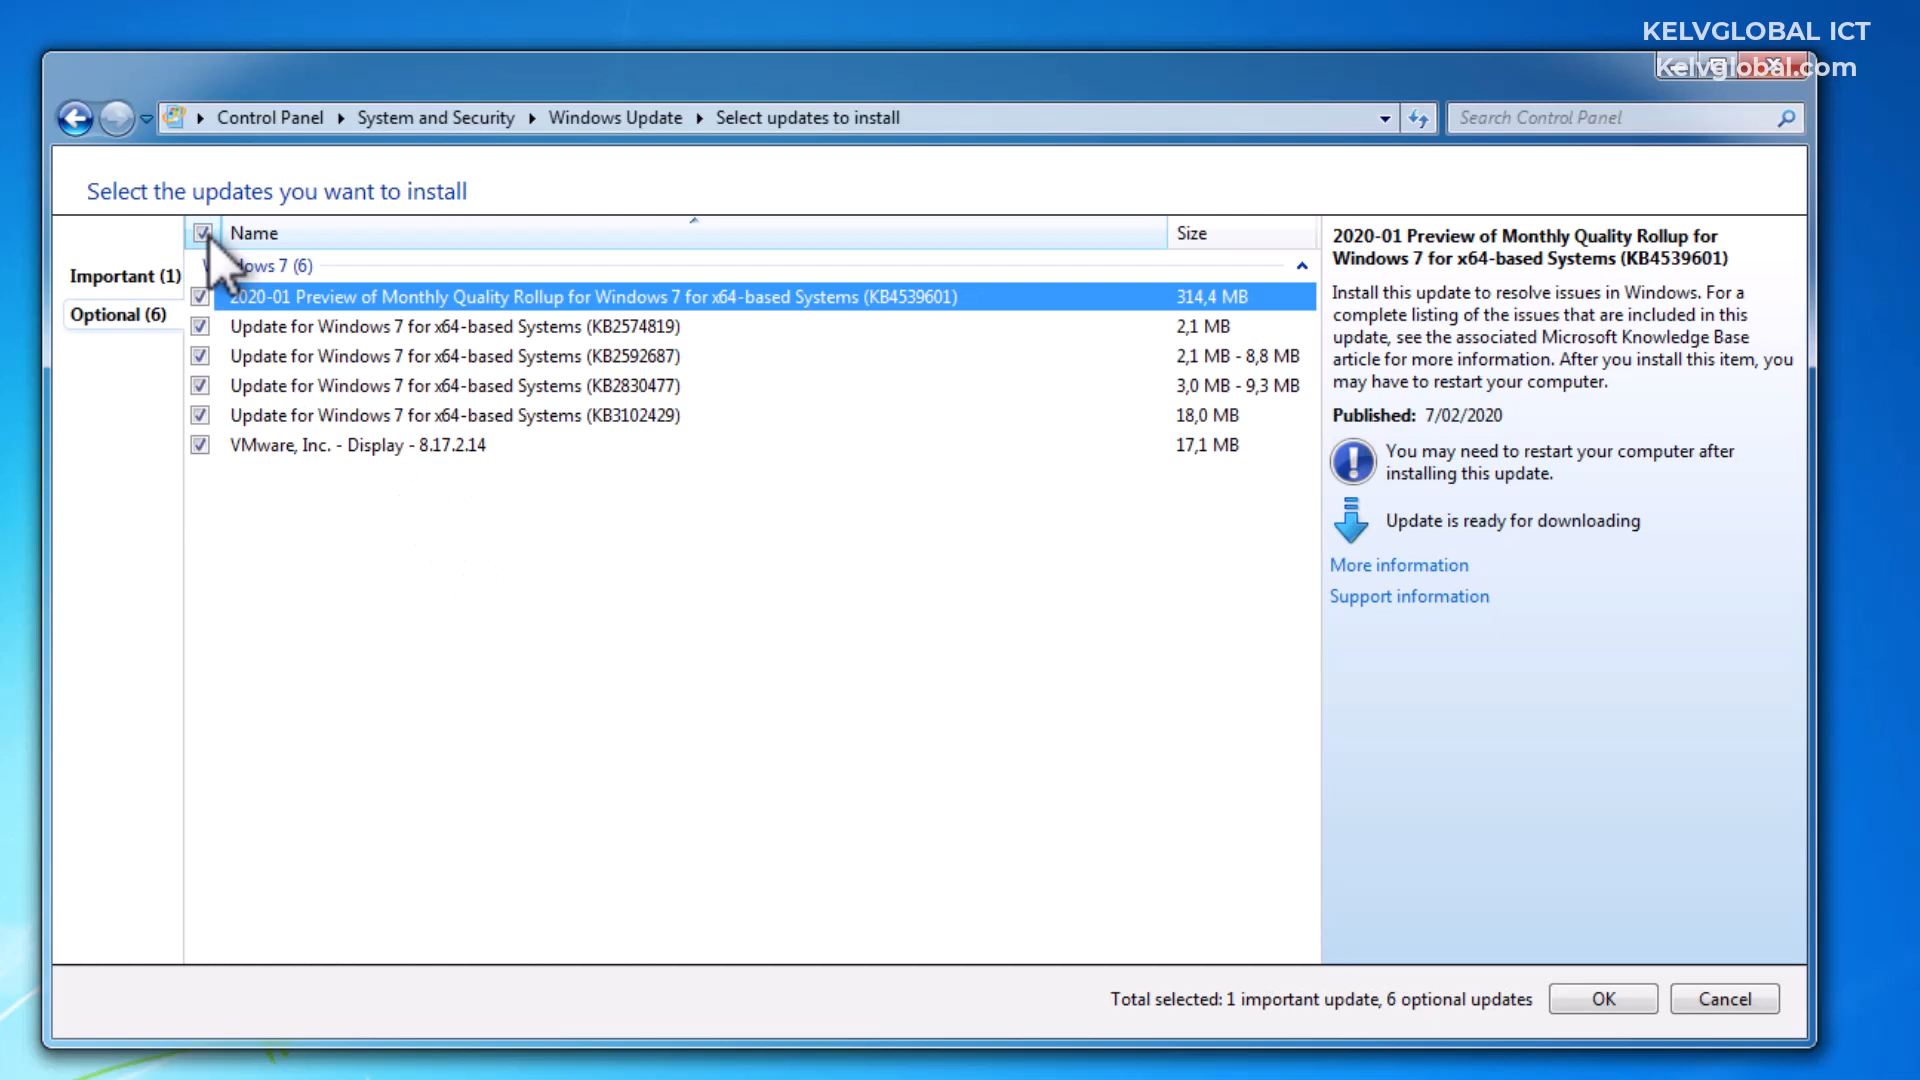 KELVGLOBAL ICT
Kelvglobal.com
Control Panel System and Security Windows Update Select updates to install
Search Control Panel
Select the updates you want to install
Name Size
Important (1)
Optional (6)
7 (6)
2020-01 Preview of Monthly Quality Rollup for Windows 7 for x64-based Systems (KB4539601) 314,4 MB
Update for Windows 7 for x64-based Systems (KB2574819) 2,1 MB
Update for Windows 7 for x64-based Systems (KB2592687) 2,1 MB - 8,8 MB
Update for Windows 7 for x64-based Systems (KB2830477) 3,0 MB - 9,3 MB
Update for Windows 7 for x64-based Systems (KB3102429) 18,0 MB
VMware, Inc. - Display - 8.17.2.14 17,1 MB
2020-01 Preview of Monthly Quality Rollup for
Windows 7 for x64-based Systems (KB4539601)
Install this update to resolve issues in Windows. For a
complete listing of the issues that are included in this
update, see the associated Microsoft Knowledge Base
article for more information. After you install this item, you
may have to restart your computer.
Published: 7/02/2020
You may need to restart your computer after
installing this update.
Update is ready for downloading
More information
Support information
Total selected: 1 important update, 6 optional updates
OK
Cancel